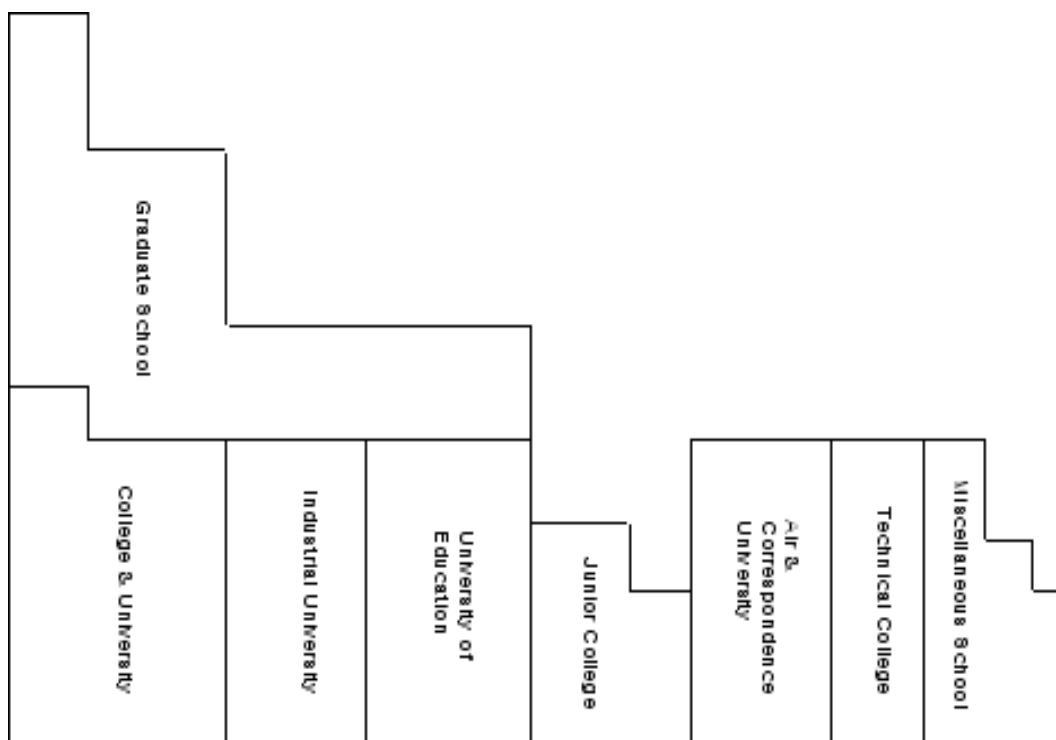 Graduate School
College & University
Industrial University
University of
Education
Junior College
Air &
Correspondence
University
Technical College
Miscellaneous School